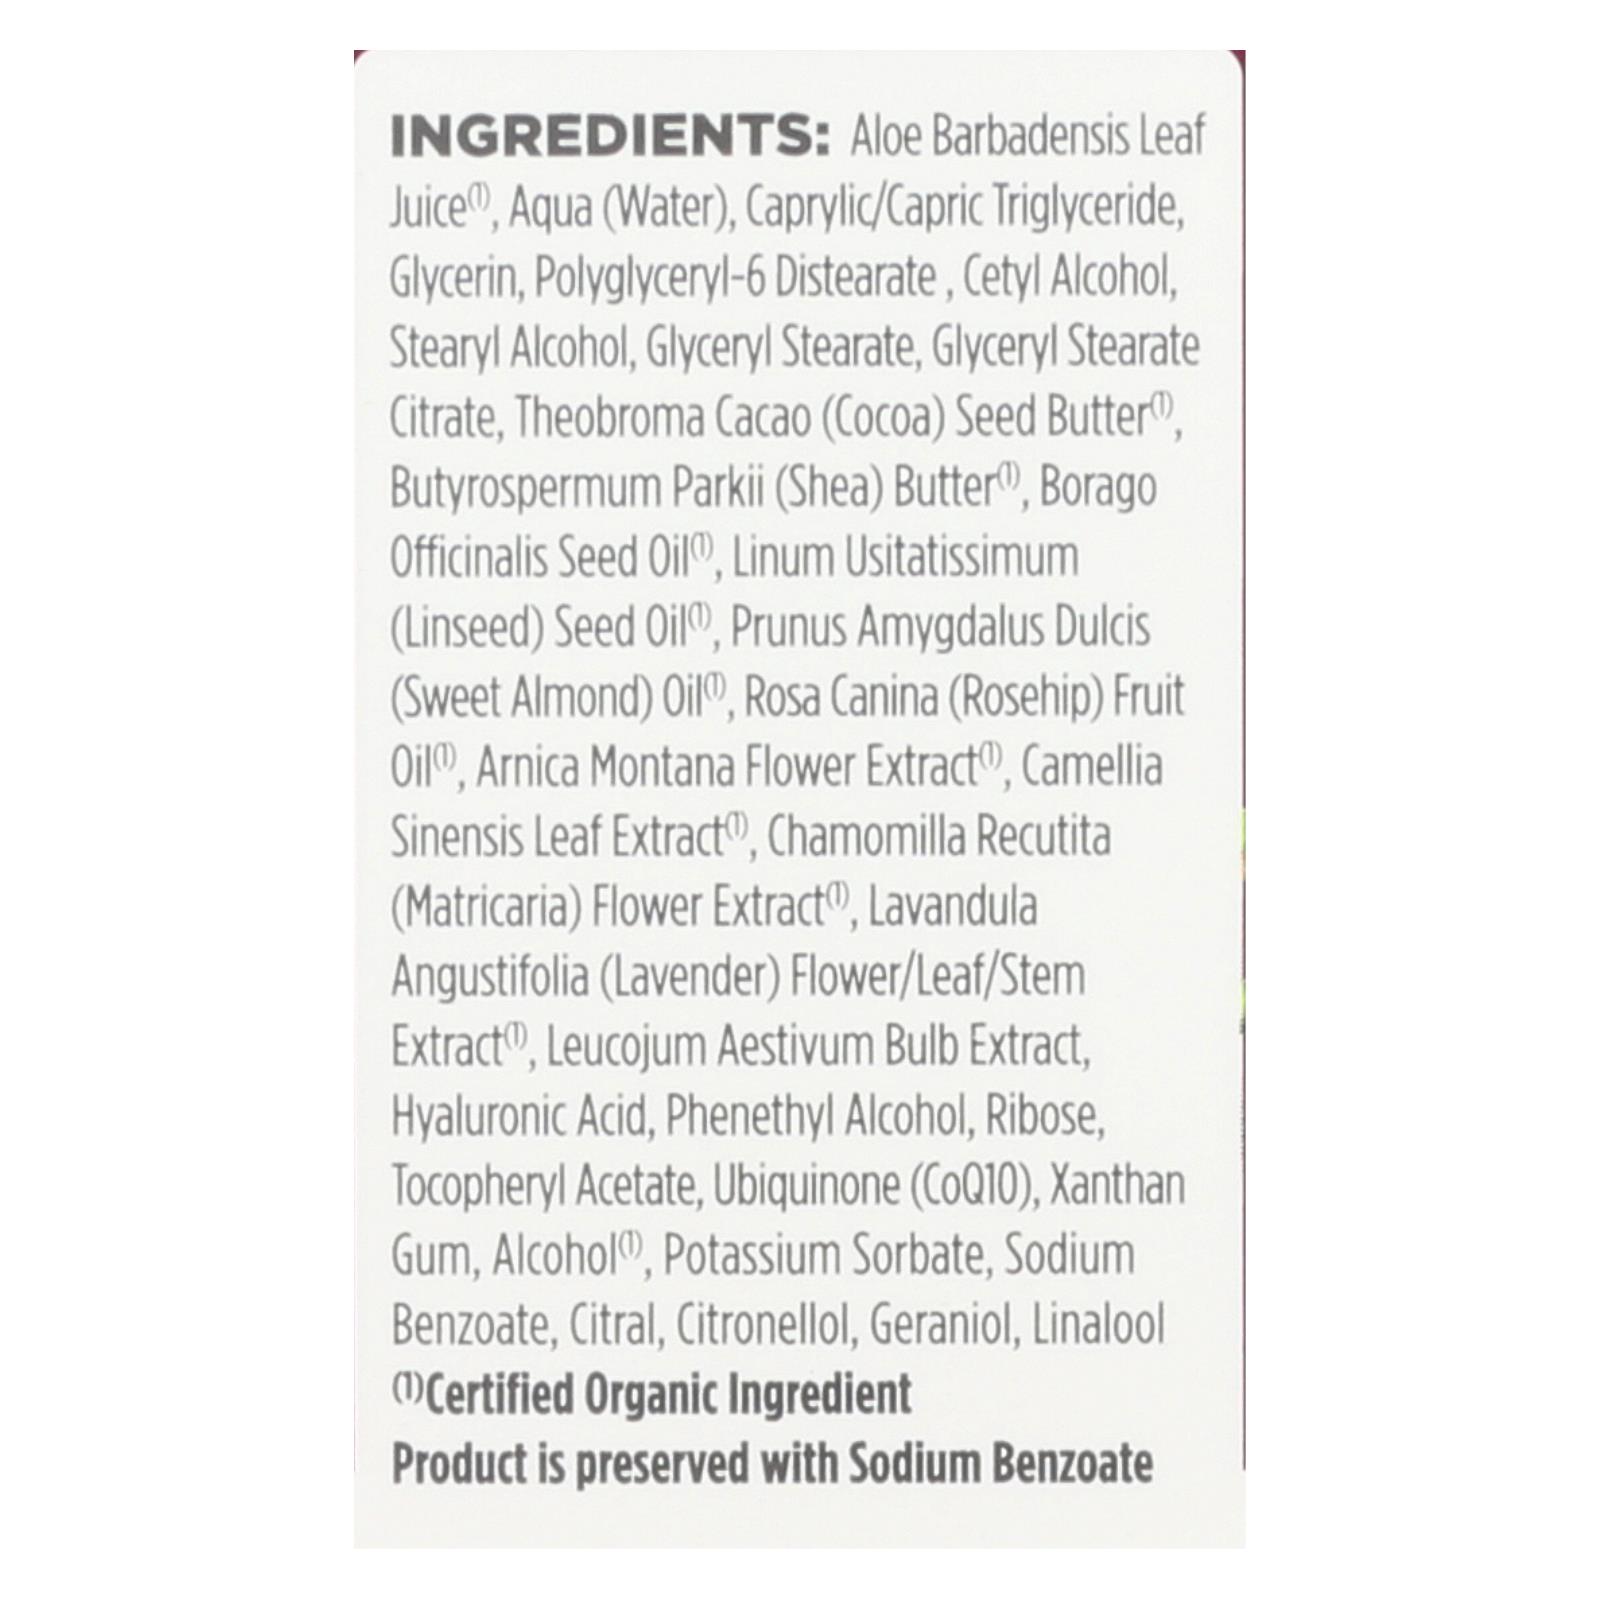 INGREDIENTS: Aloe Barbadensis Leaf
Juice(1), Aqua (Water), Caprylic/Capric Triglyceride,
Glycerin, Polyglyceryl-6 Distearate , Cetyl Alcohol,
Stearyl Alcohol, Glyceryl Stearate, Glyceryl Stearate
Citrate, Theobroma Cacao (Cocoa) Seed Butter(1),
Butyrospermum Parkii (Shea) Butter(1), Borago
Officinalis Seed Oil(1), Linum Usitatissimum
(Linseed) Seed Oil(1), Prunus Amygdalus Dulcis
(Sweet Almond) Oil(1), Rosa Canina (Rosehip) Fruit
Oil(1), Arnica Montana Flower Extract(1), Camellia
Sinensis Leaf Extract(1), Chamomilla Recutita
(Matricaria) Flower Extract(1), Lavandula
Angustifolia (Lavender) Flower/Leaf/Stem
Extract(1), Leucojum Aestivum Bulb Extract,
Hyaluronic Acid, Phenethyl Alcohol, Ribose,
Tocopheryl Acetate, Ubiquinone (CoQ10), Xanthan
Gum, Alcohol(1), Potassium Sorbate, Sodium
Benzoate, Citral, Citronellol, Geraniol, Linalool
(1)Certified Organic Ingredient
Product is preserved with Sodium Benzoate